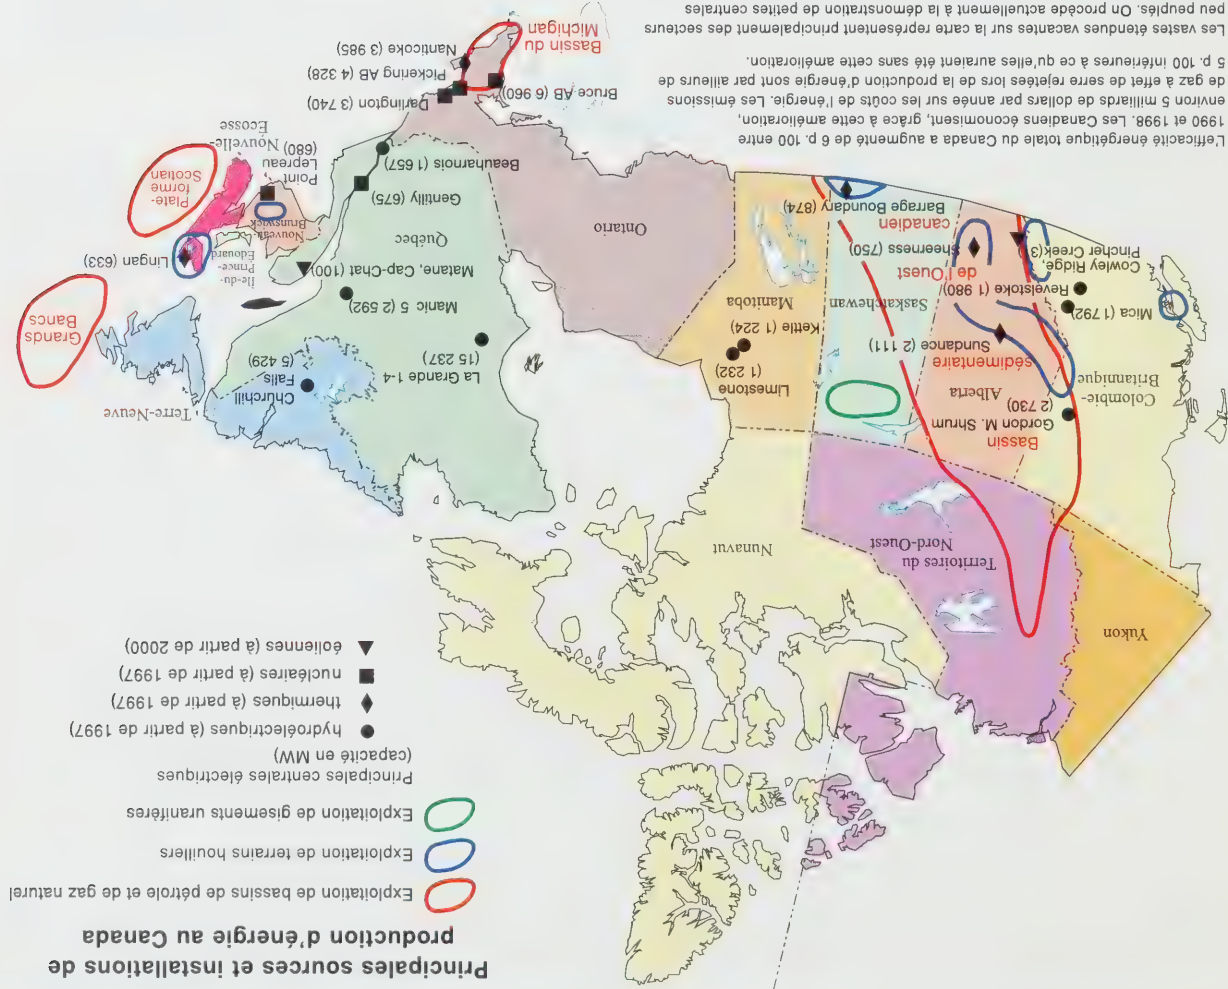 Principales sources et installations de
production d'énergie au Canada
Exploitation de bassins de pétrole et de gaz naturel
Exploitation de terrains houillers
Exploitation de gisements uranifères
Principales centrales électriques
(capacité en MW)
hydroélectriques (à partir de 1997)
thermiques (à partir de 1997)
nucléaires (à partir de 1997)
éoliennes (à partir de 2000)
Yukon
Territoires du
Nord-Ouest
Nunavut
Colombie-
Britannique
Bassin
sédimentaire
de l'Ouest
canadien
Gordon M. Shrum
(2 730)
Alberta
Sundance (2 111)
Mica (1 792)
Revelstoke (1 980)
Cowley Ridge,
Pincher Creek (3)
Sheerness (750)
Saskatchewan
Barrage Boundary (874)
Manitoba
Limestone
(1 232)
Kettle (1 224)
Ontario
Québec
La Grande 1-4
(15 237)
Churchill
Falls
(5 429)
Terre-Neuve
Manic 5 (2 592)
Matane, Cap-Chat
(100)
Gentilly (675)
Beauharnois (1 657)
Grands
Bancs
Île-du-
Prince-
Édouard
Lingan (633)
Nouveau-
Brunswick
Point
Lepreau
(680)
Nouvelle-
Écosse
Plate-
forme
Scotian
Darlington (3 740)
Bruce AB (6 960)
Pickering AB (4 328)
Nanticoke (3 985)
Bassin du
Michigan
L'efficacité énergétique totale du Canada a augmenté de 6 p. 100 entre
1990 et 1998. Les Canadiens économisent, grâce à cette amélioration,
environ 5 milliards de dollars par année sur les coûts de l'énergie. Les émissions
de gaz à effet de serre rejetées lors de la production d'énergie sont par ailleurs de
5 p. 100 inférieures à ce qu'elles auraient été sans cette amélioration.
Les vastes étendues vacantes sur la carte représentent principalement des secteurs
peu peuplés. On procède actuellement à la démonstration de petites centrales